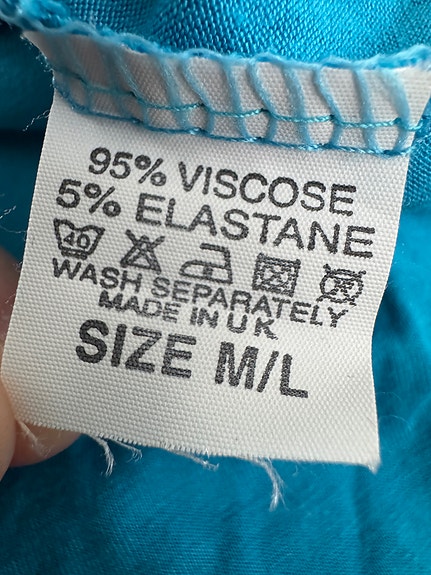 95% VISCOSE
5% ELASTANE
40
WASH SEPARATELY
MADE IN UK
SIZE M/L